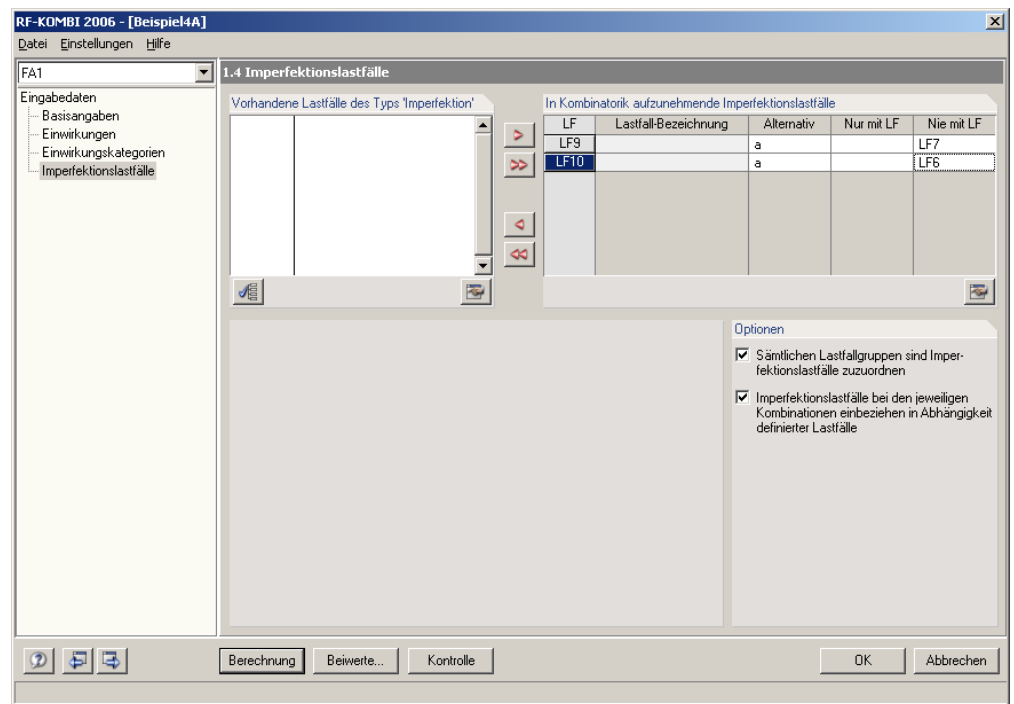 RF-KOMBI 2006 - [Beispiel4A]
Datei Einstellungen Hilfe
FA1
Eingabedaten
Basisangaben
Einwirkungen
Einwirkungskategorien
Imperfektionslastfälle
1.4 Imperfektionslastfälle
Vorhandene Lastfälle des Typs 'Imperfektion'
> 
>>
<
<<
In Kombinatorik aufzunehmende Imperfektionslastfälle
LF Lastfall-Bezeichnung Alternativ Nur mit LF Nie mit LF
LF9 a LF7
LF10 a LF6
Optionen
Sämtlichen Lastfallgruppen sind Imper-
fektionslastfälle zuzuordnen
Imperfektionslastfälle bei den jeweiligen
Kombinationen einbeziehen in Abhängigkeit
definierter Lastfälle
Berechnung Beiwerte... Kontrolle OK Abbrechen